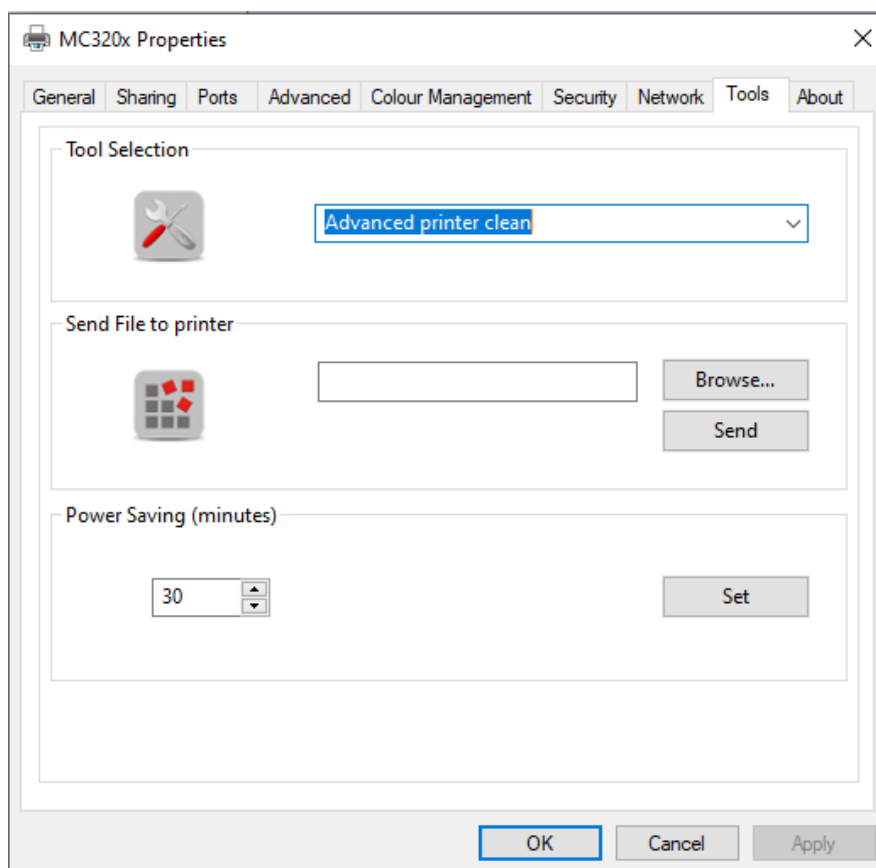 MC320x Properties
General Sharing Ports Advanced Colour Management Security Network Tools About
Tool Selection
Advanced printer clean
Send File to printer
Browse...
Send
Power Saving (minutes)
30
Set
OK Cancel Apply